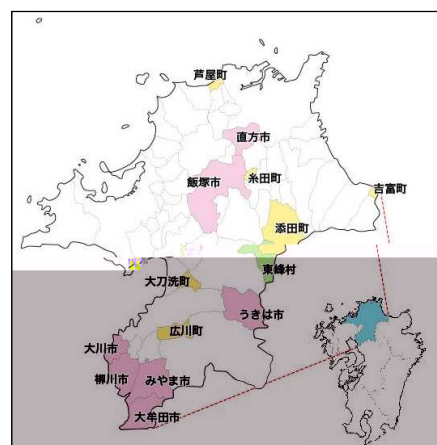 芦屋町
直方市
糸田町
飯塚市
吉富町
添田町
東峰村
大刀洗町
うきは市
広川町
大川市
柳川市
みやま市
大牟田市